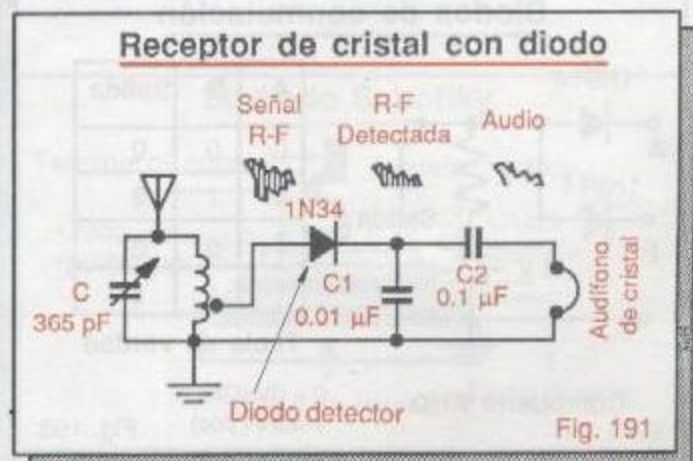 Receptor de cristal con diodo
Señal
R-F
R-F
Detectada
Audio
1N34
C
365 pF
C1
0.01 µF
C2
0.1 µF
Audífono
de cristal
Diodo detector
Fig. 191